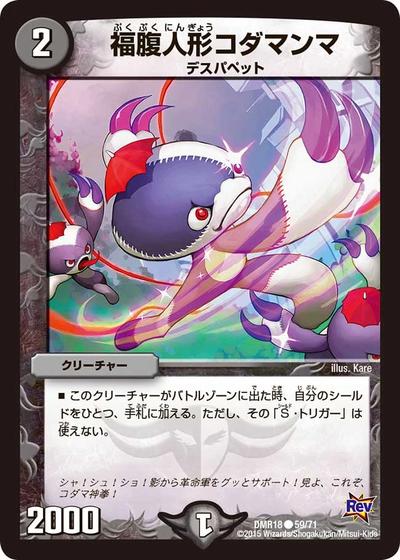 2
ぷくぷくにんぎょう
福腹人形コダマンマ
デスパペット
クリーチャー
illus. Kare
■このクリーチャーがバトルゾーンに出た時、自分のシール
ドをひとつ、手札に加える。ただし、その「S・トリガー」は
使えない。
シャ!シュ!ショ!影から革命軍をグッとサポート!見よ、これぞ、
コダマ神拳!
Rev
2000
1
DMR18 ● 59/71
©2015 Wizards/Shogakukan/Mitsui-Kids